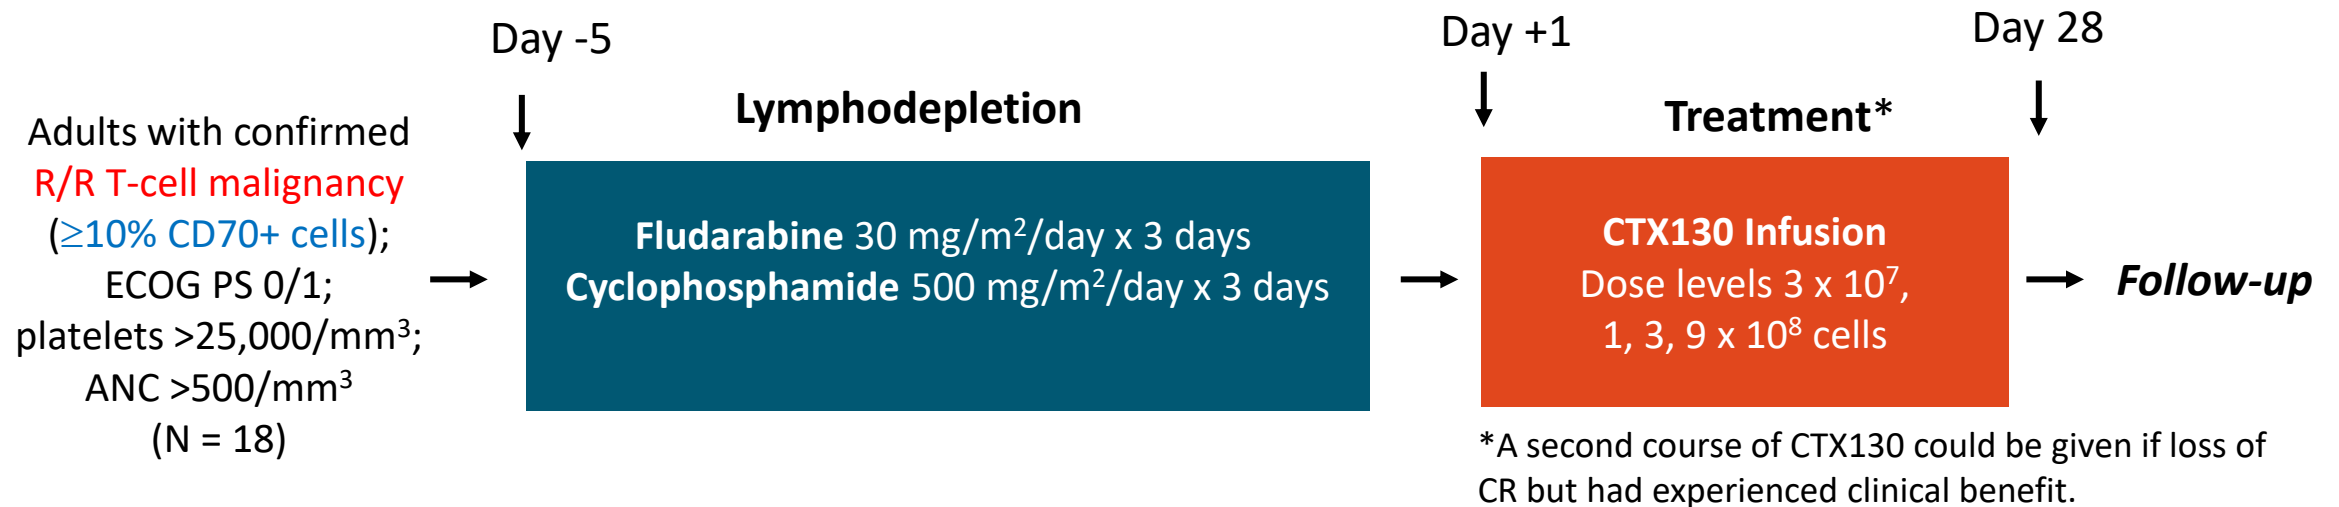 Day -5
Day +1
Day 28
Lymphodepletion
Treatment*
Adults with confirmed
R/R T-cell malignancy
(≥10% CD70+ cells);
ECOG PS 0/1;
platelets >25,000/mm³;
ANC >500/mm³
(N = 18)
Fludarabine 30 mg/m²/day x 3 days
Cyclophosphamide 500 mg/m²/day x 3 days
CTX130 Infusion
Dose levels 3 x 10⁷,
1, 3, 9 x 10⁸ cells
Follow-up
*A second course of CTX130 could be given if loss of
CR but had experienced clinical benefit.